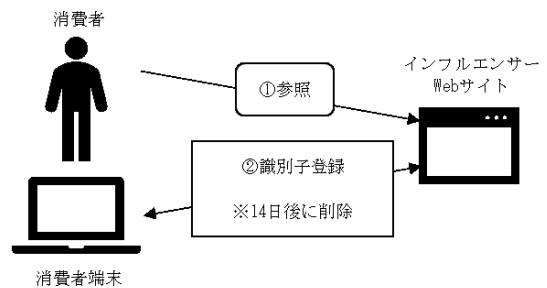 消費者
インフルエンサー
Webサイト
①参照
②識別子登録
※14日後に削除
消費者端末